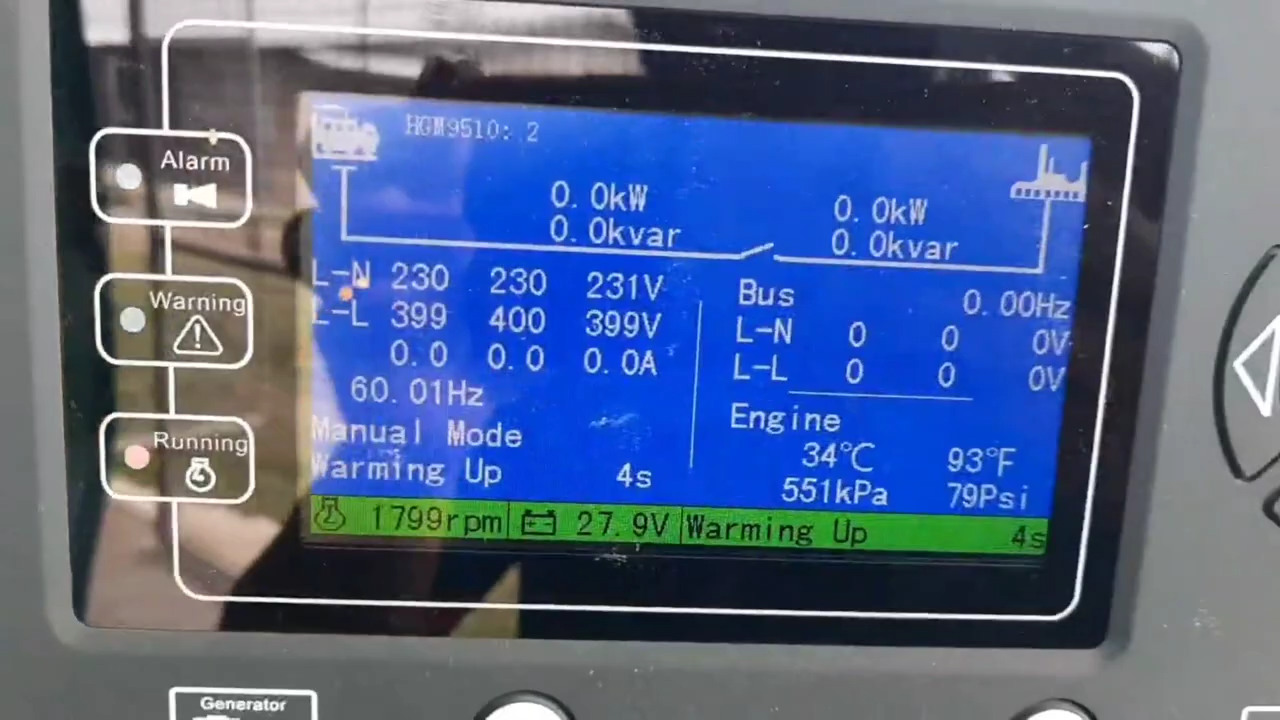 HGM9510: 2
Alarm
0.0kW
0.0kvar
0.0kW
0.0kvar
Warning
L-N 230 230 231V
L-L 399 400 399V
0.0 0.0 0.0A
60.01Hz
Bus 0.00Hz
L-N 0 0 0V
L-L 0 0 0V
Running
Manual Mode
Warming Up 4s
Engine
34°C 93°F
551kPa 79Psi
1799rpm 27.9V Warming Up 4s
Generator